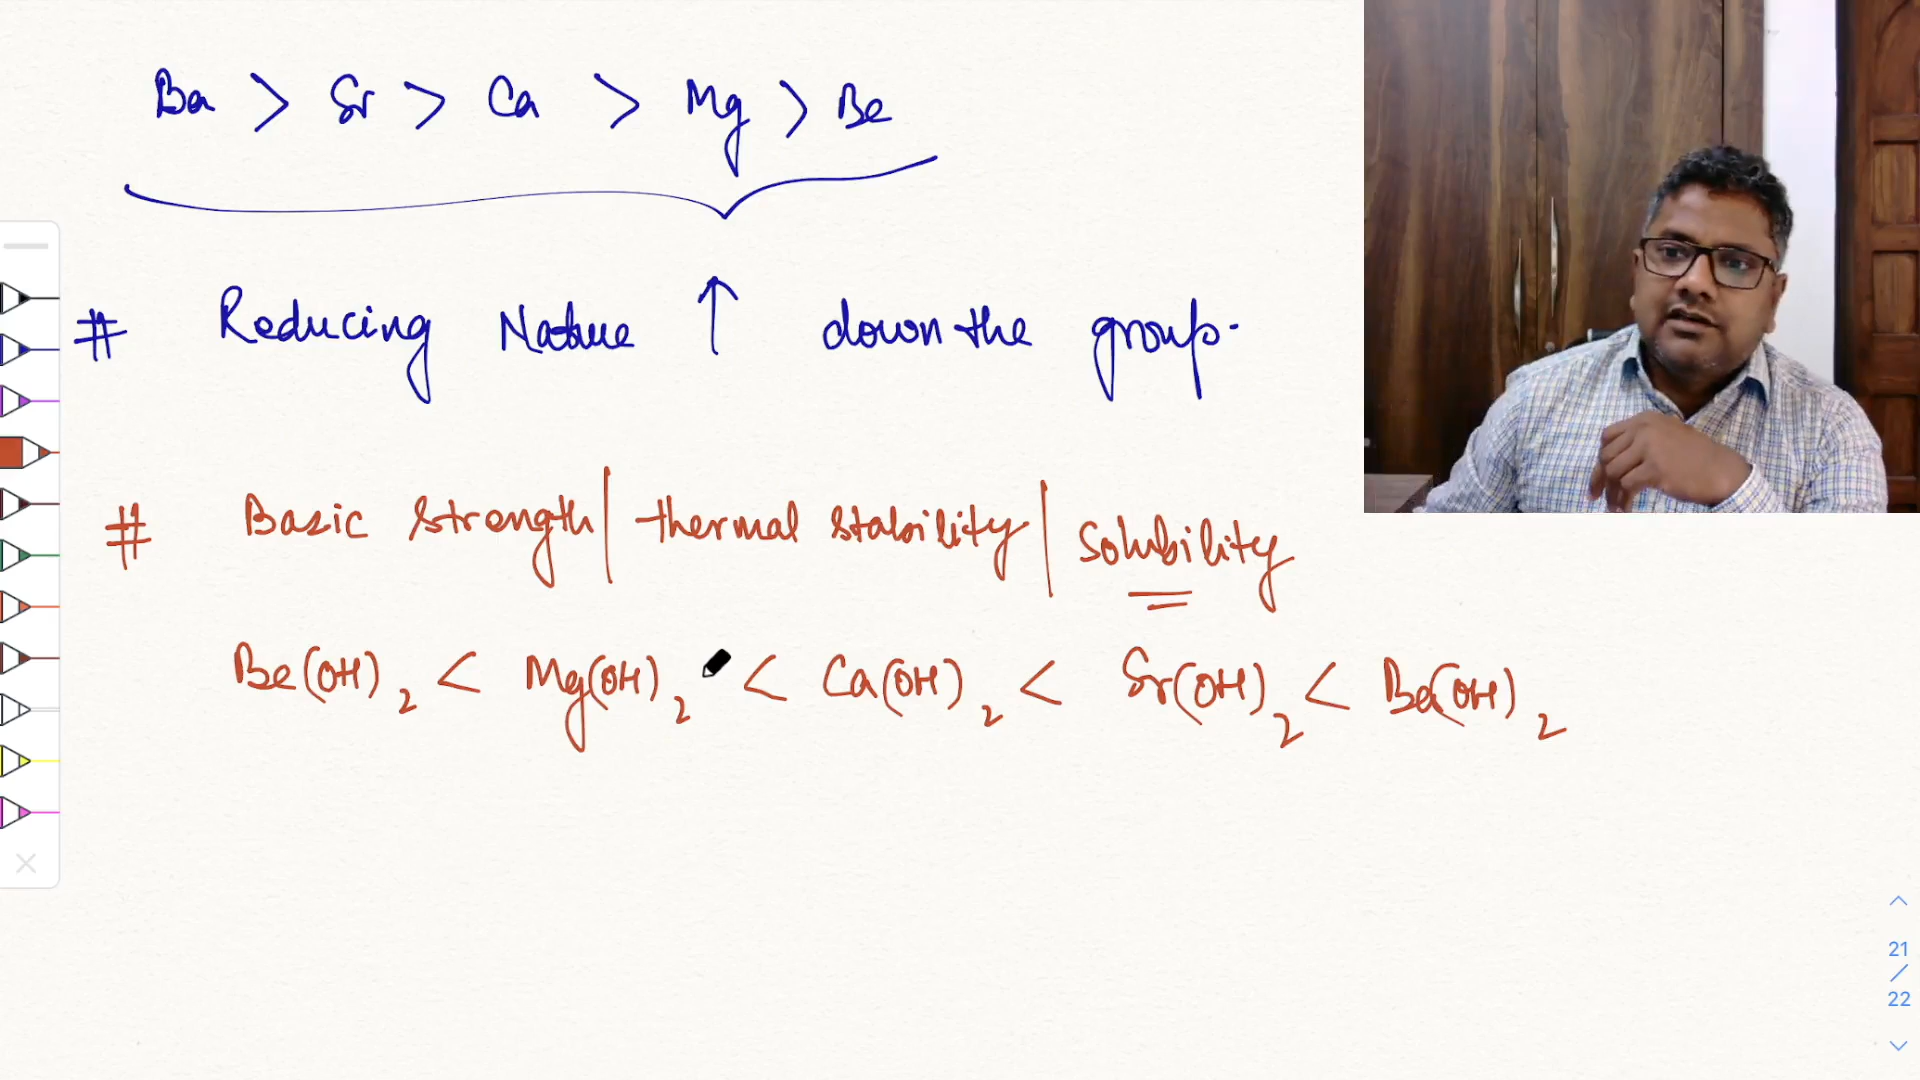 Ba > Sr > Ca > Mg > Be
# Reducing Nature ↑ down the group.
# Basic strength | thermal stability | solubility
Be(OH)₂ < Mg(OH)₂ < Ca(OH)₂ < Sr(OH)₂ < Ba(OH)₂
21
/
22